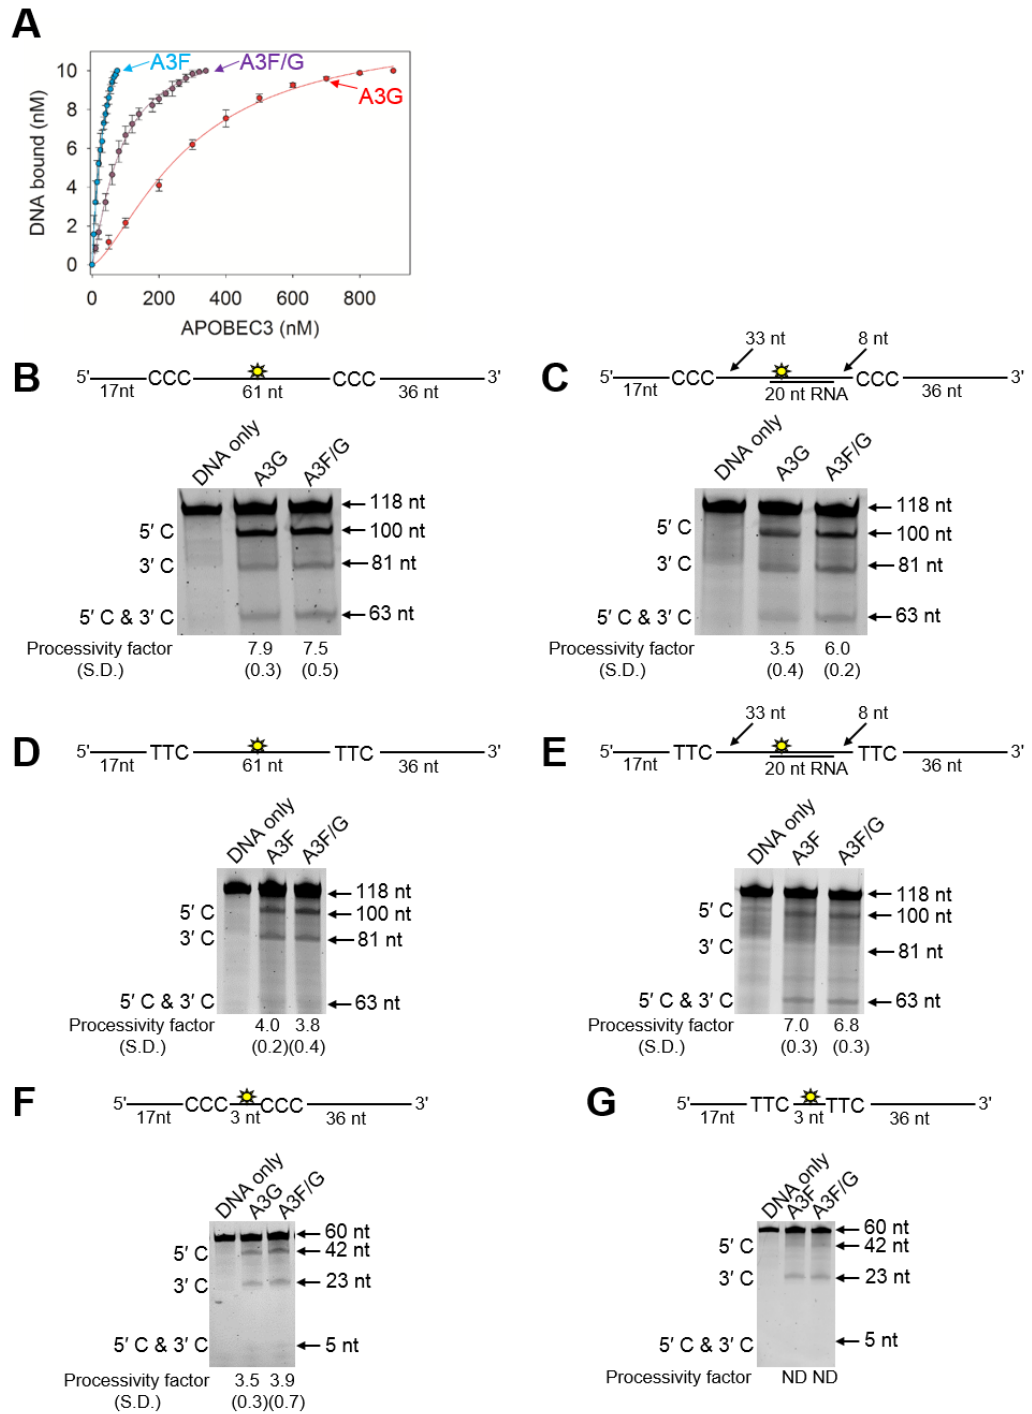 A
A3F
A3F/G
A3G
10
8
6
4
2
0
DNA bound (nM)
0 200 400 600 800
APOBEC3 (nM)
B
5' CCC CCC 3'
17nt 61 nt 36 nt
DNA only
A3G
A3F/G
118 nt
5′ C 100 nt
3′ C 81 nt
5′ C & 3′ C 63 nt
Processivity factor 7.9 7.5
(S.D.) (0.3) (0.5)
C
33 nt 8 nt
5' CCC CCC 3'
17nt 20 nt RNA 36 nt
DNA only
A3G
A3F/G
118 nt
5′ C 100 nt
3′ C 81 nt
5′ C & 3′ C 63 nt
Processivity factor 3.5 6.0
(S.D.) (0.4) (0.2)
D
5' TTC TTC 3'
17nt 61 nt 36 nt
DNA only
A3F
A3F/G
118 nt
5′ C 100 nt
3′ C 81 nt
5′ C & 3′ C 63 nt
Processivity factor 4.0 3.8
(S.D.) (0.2)(0.4)
E
33 nt 8 nt
5' TTC TTC 3'
17nt 20 nt RNA 36 nt
DNA only
A3F
A3F/G
118 nt
5′ C 100 nt
3′ C 81 nt
5′ C & 3′ C 63 nt
Processivity factor 7.0 6.8
(S.D.) (0.3) (0.3)
F
5' CCC CCC 3'
17nt 3 nt 36 nt
DNA only
A3G
A3F/G
60 nt
5′ C 42 nt
3′ C 23 nt
5′ C & 3′ C 5 nt
Processivity factor 3.5 3.9
(S.D.) (0.3)(0.7)
G
5' TTC TTC 3'
17nt 3 nt 36 nt
DNA only
A3F
A3F/G
60 nt
5′ C 42 nt
3′ C 23 nt
5′ C & 3′ C 5 nt
Processivity factor ND ND